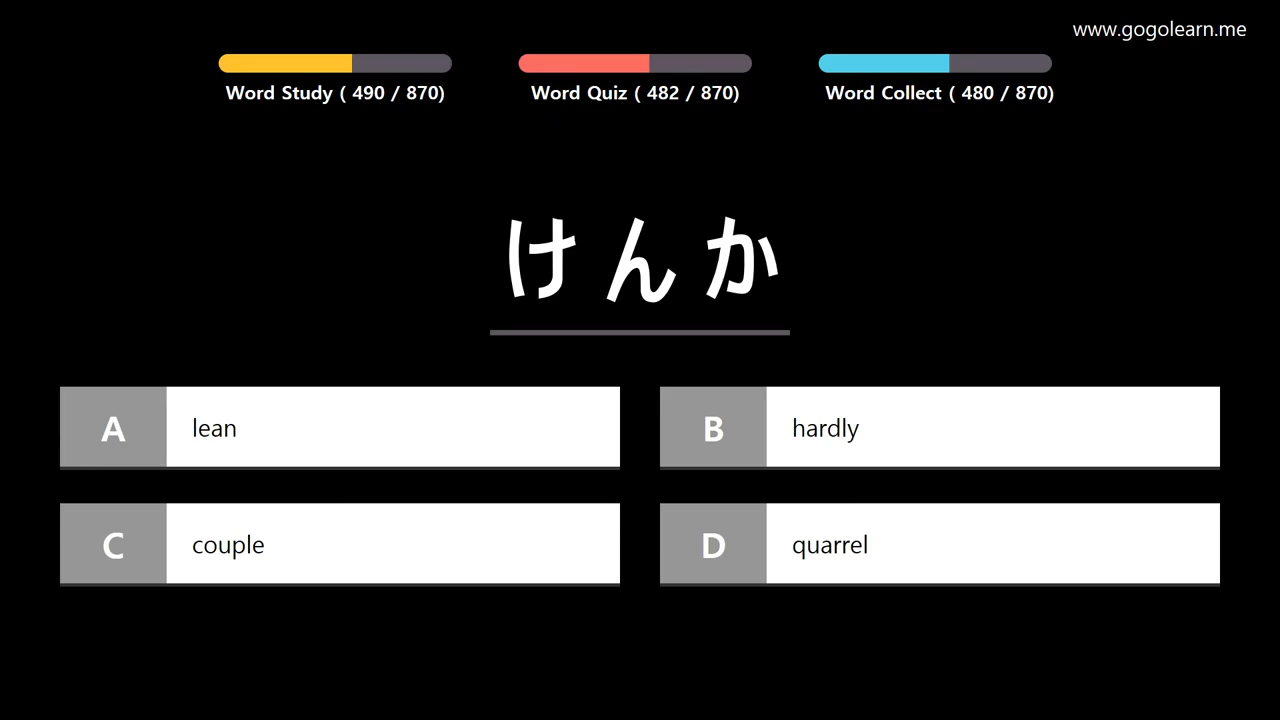 www.gogolearn.me
Word Study ( 490 / 870)
Word Quiz ( 482 / 870)
Word Collect ( 480 / 870)
けんか
A lean
B hardly
C couple
D quarrel